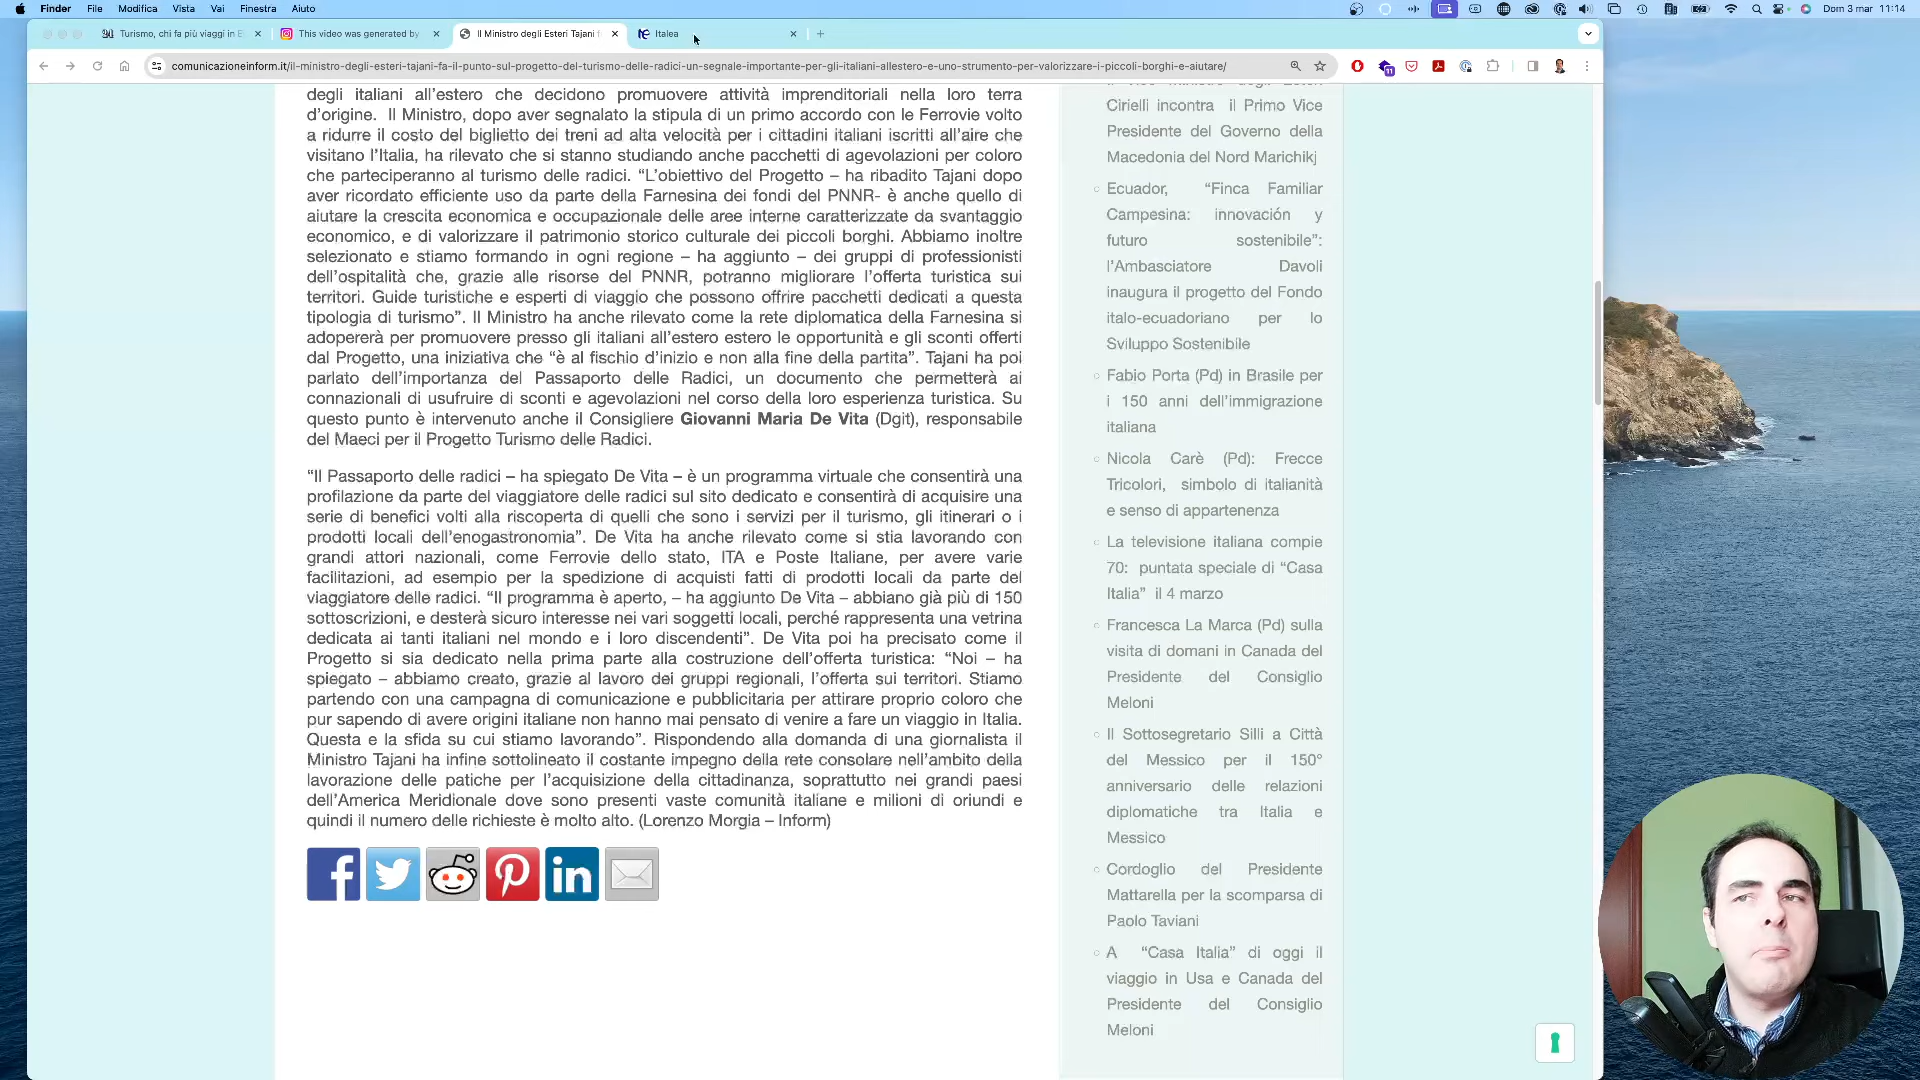 Finder File Modifica Vista Vai Finestra Aiuto Dom 3 mar 11:14
Turismo, chi fa più viaggi in E This video was generated by Il Ministro degli Esteri Tajani f Italea
comunicazioneinform.it/il-ministro-degli-esteri-tajani-fa-il-punto-sul-progetto-del-turismo-delle-radici-un-segnale-importante-per-gli-italiani-allestero-e-uno-strumento-per-valorizzare-i-piccoli-borghi-e-aiutare/
11
degli italiani all’estero che decidono promuovere attività imprenditoriali nella loro terra
d’origine. Il Ministro, dopo aver segnalato la stipula di un primo accordo con le Ferrovie volto
a ridurre il costo del biglietto dei treni ad alta velocità per i cittadini italiani iscritti all’aire che
visitano l’Italia, ha rilevato che si stanno studiando anche pacchetti di agevolazioni per coloro
che parteciperanno al turismo delle radici. “L’obiettivo del Progetto – ha ribadito Tajani dopo
aver ricordato efficiente uso da parte della Farnesina dei fondi del PNNR- è anche quello di
aiutare la crescita economica e occupazionale delle aree interne caratterizzate da svantaggio
economico, e di valorizzare il patrimonio storico culturale dei piccoli borghi. Abbiamo inoltre
selezionato e stiamo formando in ogni regione – ha aggiunto – dei gruppi di professionisti
dell’ospitalità che, grazie alle risorse del PNNR, potranno migliorare l’offerta turistica sui
territori. Guide turistiche e esperti di viaggio che possono offrire pacchetti dedicati a questa
tipologia di turismo”. Il Ministro ha anche rilevato come la rete diplomatica della Farnesina si
adopererà per promuovere presso gli italiani all’estero estero le opportunità e gli sconti offerti
dal Progetto, una iniziativa che “è al fischio d’inizio e non alla fine della partita”. Tajani ha poi
parlato dell’importanza del Passaporto delle Radici, un documento che permetterà ai
connazionali di usufruire di sconti e agevolazioni nel corso della loro esperienza turistica. Su
questo punto è intervenuto anche il Consigliere Giovanni Maria De Vita (Dgit), responsabile
del Maeci per il Progetto Turismo delle Radici.
“Il Passaporto delle radici – ha spiegato De Vita – è un programma virtuale che consentirà una
profilazione da parte del viaggiatore delle radici sul sito dedicato e consentirà di acquisire una
serie di benefici volti alla riscoperta di quelli che sono i servizi per il turismo, gli itinerari o i
prodotti locali dell’enogastronomia”. De Vita ha anche rilevato come si stia lavorando con
grandi attori nazionali, come Ferrovie dello stato, ITA e Poste Italiane, per avere varie
facilitazioni, ad esempio per la spedizione di acquisti fatti di prodotti locali da parte del
viaggiatore delle radici. “Il programma è aperto, – ha aggiunto De Vita – abbiano già più di 150
sottoscrizioni, e desterà sicuro interesse nei vari soggetti locali, perché rappresenta una vetrina
dedicata ai tanti italiani nel mondo e i loro discendenti”. De Vita poi ha precisato come il
Progetto si sia dedicato nella prima parte alla costruzione dell’offerta turistica: “Noi – ha
spiegato – abbiamo creato, grazie al lavoro dei gruppi regionali, l’offerta sui territori. Stiamo
partendo con una campagna di comunicazione e pubblicitaria per attirare proprio coloro che
pur sapendo di avere origini italiane non hanno mai pensato di venire a fare un viaggio in Italia.
Questa e la sfida su cui stiamo lavorando”. Rispondendo alla domanda di una giornalista il
Ministro Tajani ha infine sottolineato il costante impegno della rete consolare nell’ambito della
lavorazione delle patiche per l’acquisizione della cittadinanza, soprattutto nei grandi paesi
dell’America Meridionale dove sono presenti vaste comunità italiane e milioni di oriundi e
quindi il numero delle richieste è molto alto. (Lorenzo Morgia – Inform)
Il Vice Ministro degli Esteri
Cirielli incontra il Primo Vice
Presidente del Governo della
Macedonia del Nord Marichikj
Ecuador, “Finca Familiar
Campesina: innovación y
futuro sostenibile”:
l’Ambasciatore Davoli
inaugura il progetto del Fondo
italo-ecuadoriano per lo
Sviluppo Sostenibile
Fabio Porta (Pd) in Brasile per
i 150 anni dell’immigrazione
italiana
Nicola Carè (Pd): Frecce
Tricolori, simbolo di italianità
e senso di appartenenza
La televisione italiana compie
70: puntata speciale di “Casa
Italia” il 4 marzo
Francesca La Marca (Pd) sulla
visita di domani in Canada del
Presidente del Consiglio
Meloni
Il Sottosegretario Silli a Città
del Messico per il 150°
anniversario delle relazioni
diplomatiche tra Italia e
Messico
Cordoglio del Presidente
Mattarella per la scomparsa di
Paolo Taviani
A “Casa Italia” di oggi il
viaggio in Usa e Canada del
Presidente del Consiglio
Meloni